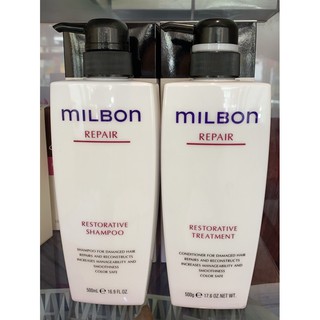 MILBON
REPAIR
RESTORATIVE
SHAMPOO
SHAMPOO FOR DAMAGED HAIR
REPAIRS AND RECONSTRUCTS
INCREASES MANAGEABILITY AND
SMOOTHNESS
COLOR SAFE
500mL ℮ 16.9 FL OZ
MILBON
REPAIR
RESTORATIVE
TREATMENT
CONDITIONER FOR DAMAGED HAIR
REPAIRS AND RECONSTRUCTS
INCREASES MANAGEABILITY AND
SMOOTHNESS
COLOR SAFE
500g ℮ 17.6 OZ.NET WT.